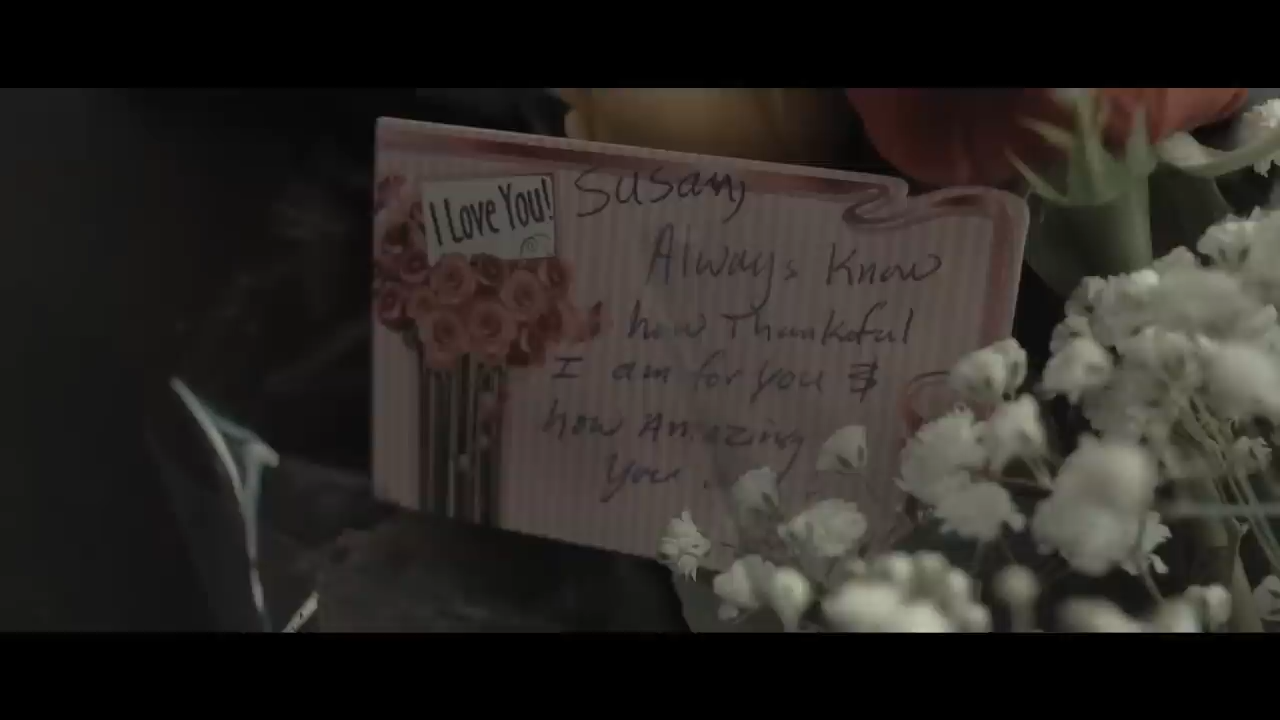 I Love You!
Susan,
Always Know
how Thankful
I am for you &
how Amazing
you